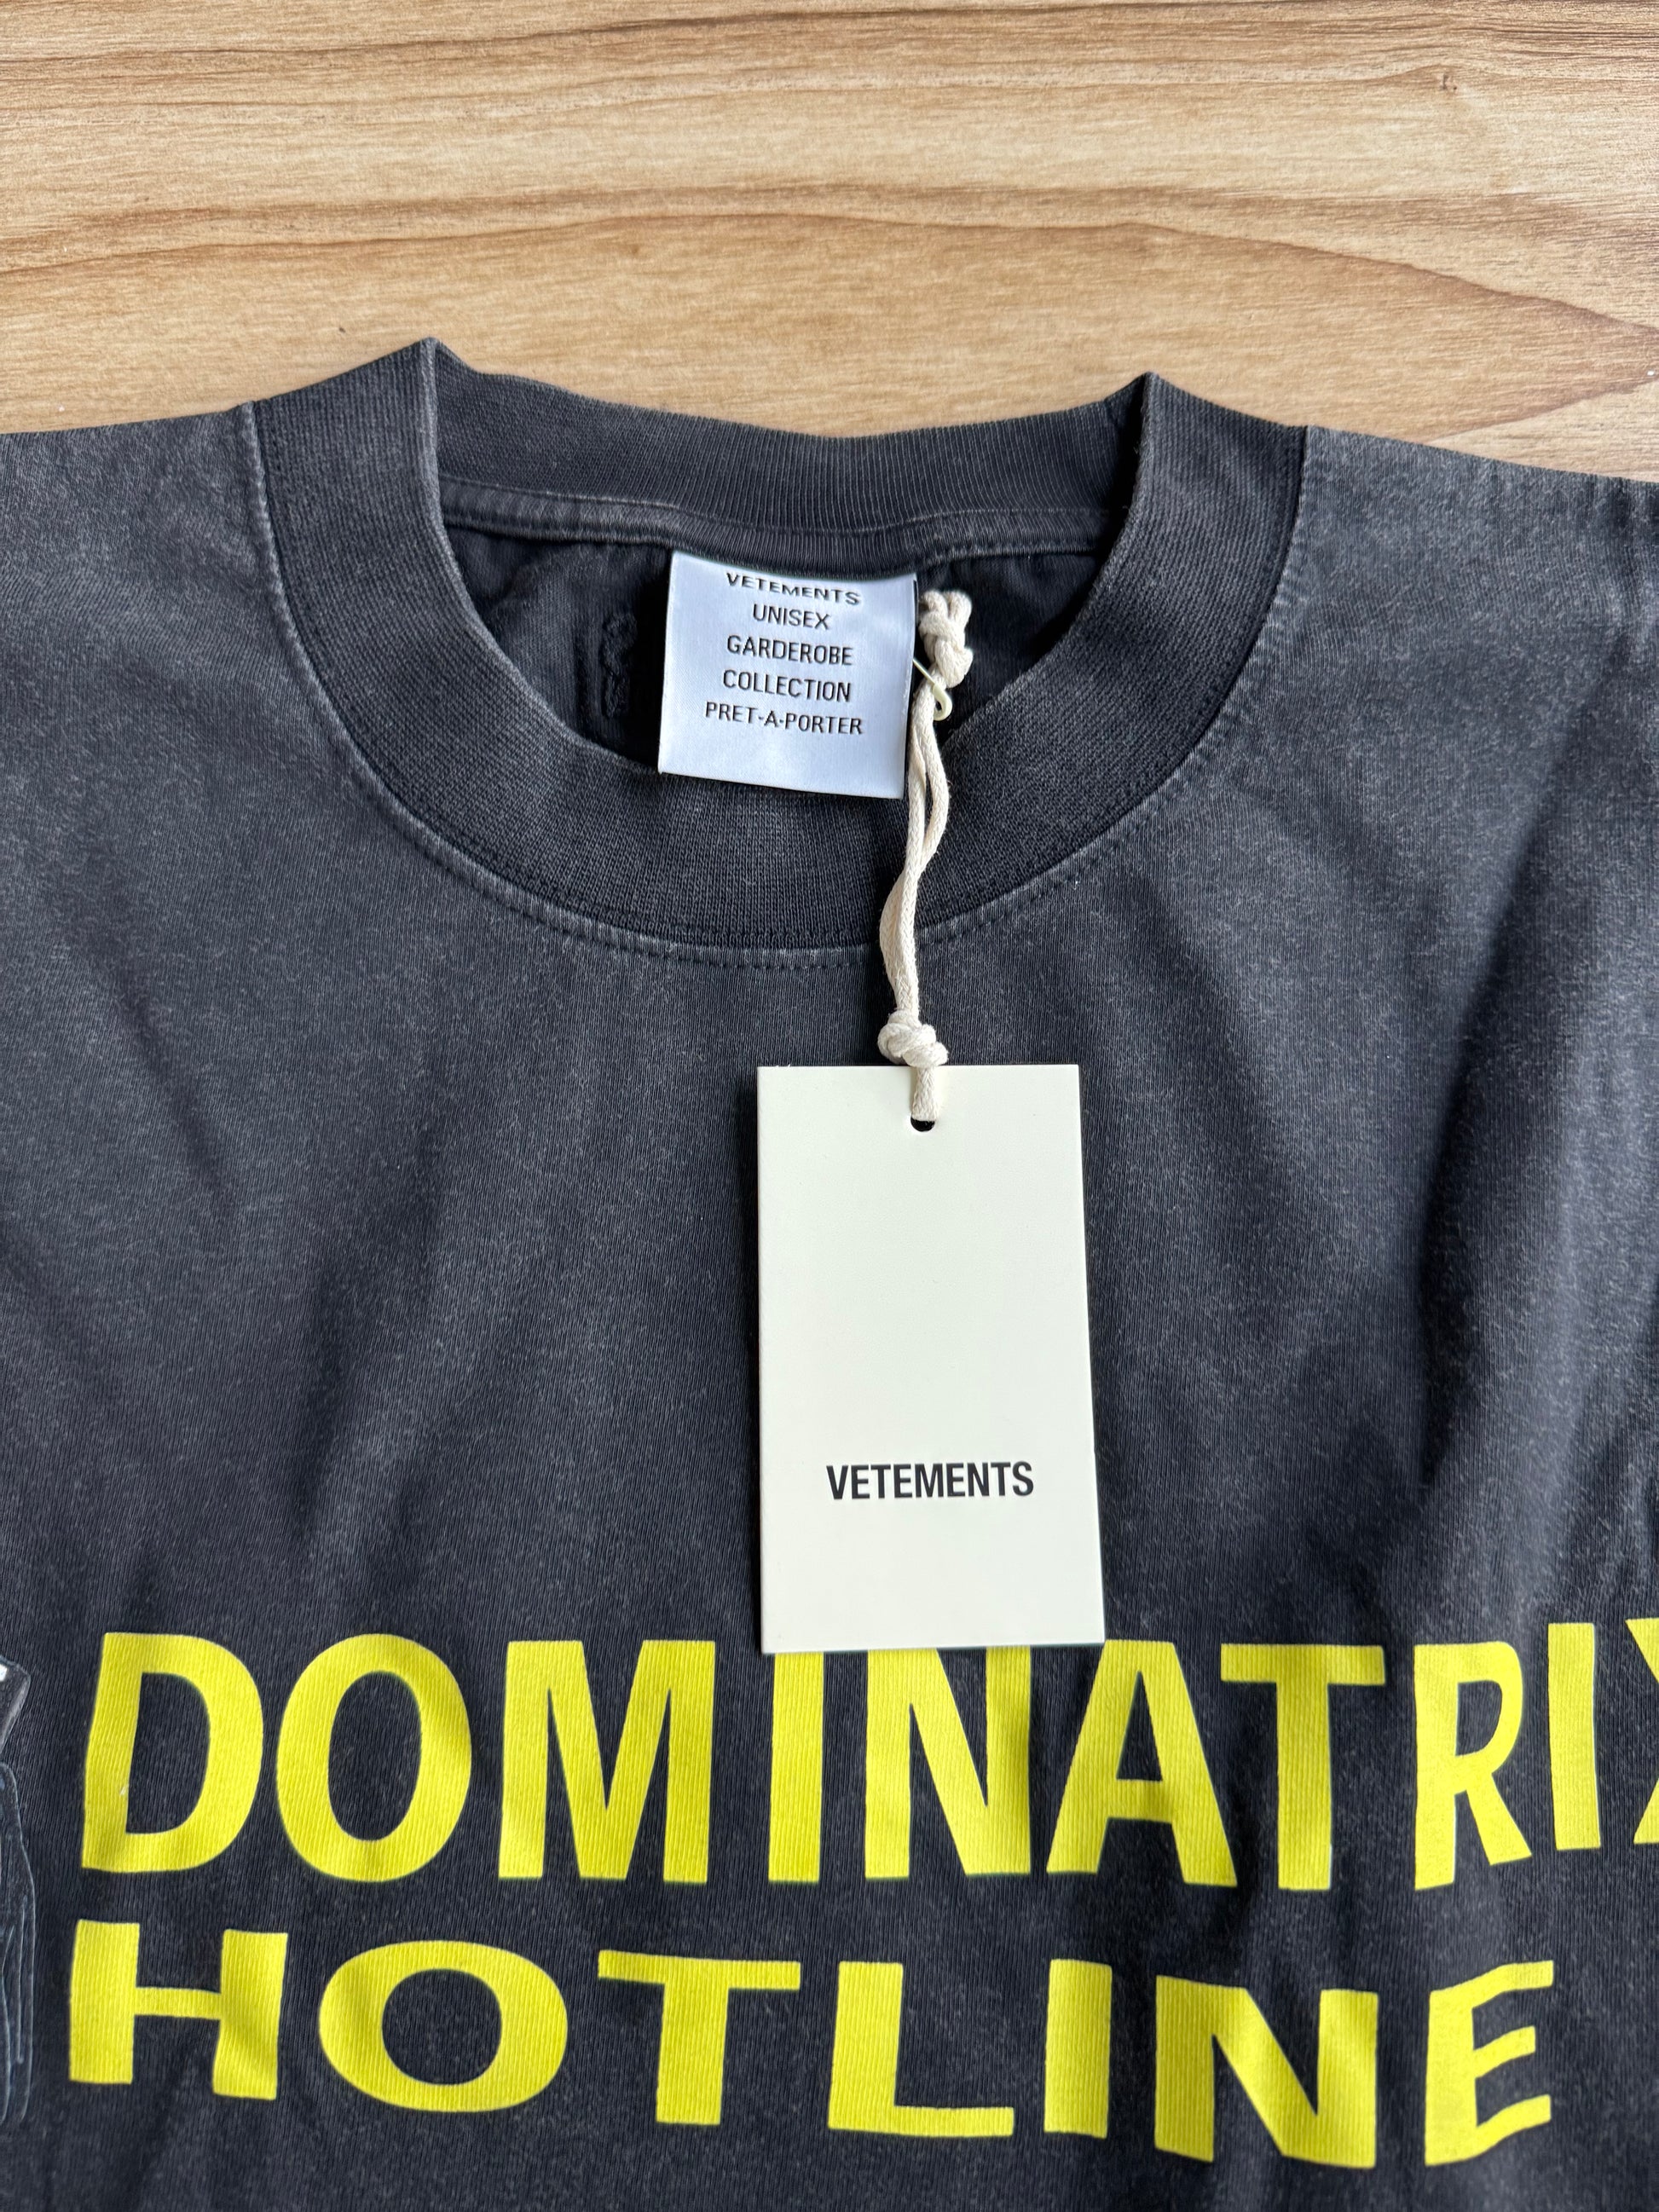 VETEMENTS
UNISEX
GARDEROBE
COLLECTION
PRET-A-PORTER
VETEMENTS
DOMINATRIX
HOTLINE